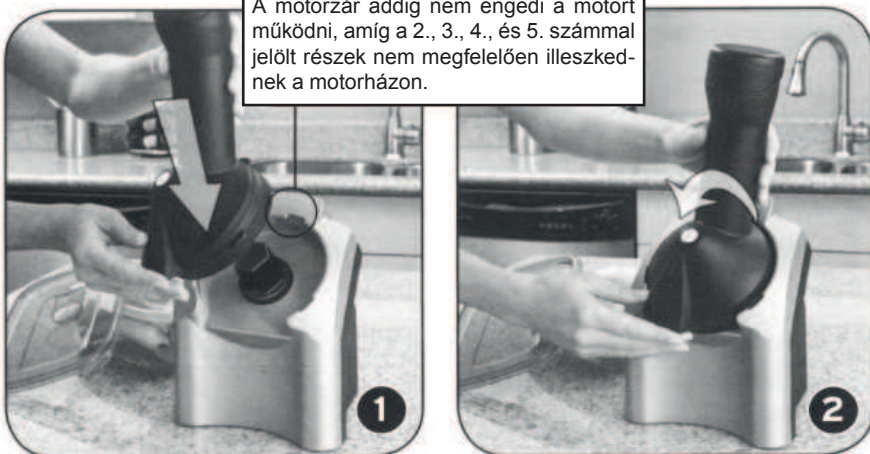 A motorzár addig nem engedi a motort
működni, amíg a 2., 3., 4., és 5. számmal
jelölt részek nem megfelelően illeszked-
nek a motorházon.
1
2